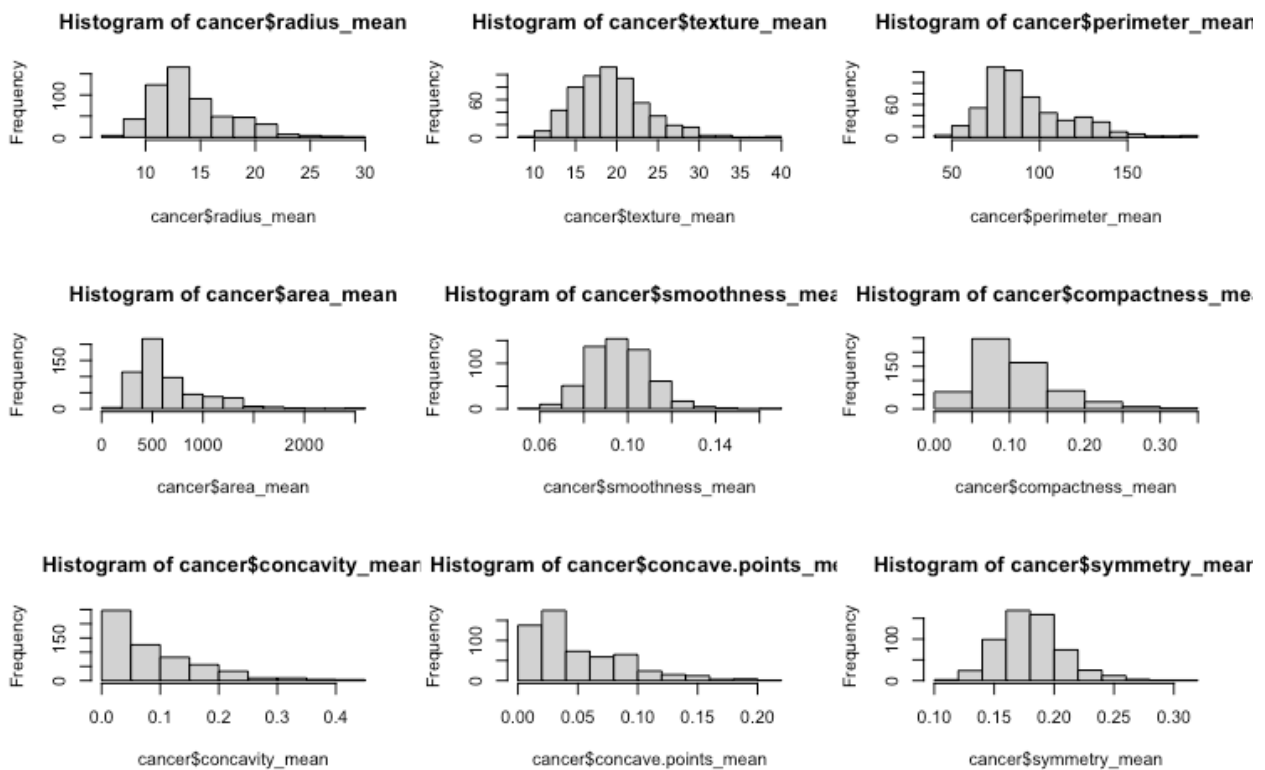 Histogram of cancer$radius_mean
Frequency
100
0
10 15 20 25 30
cancer$radius_mean
Histogram of cancer$texture_mean
Frequency
60
0
10 15 20 25 30 35 40
cancer$texture_mean
Histogram of cancer$perimeter_mean
Frequency
60
0
50 100 150
cancer$perimeter_mean
Histogram of cancer$area_mean
Frequency
150
0
0 500 1000 2000
cancer$area_mean
Histogram of cancer$smoothness_mea
Frequency
100
0
0.06 0.10 0.14
cancer$smoothness_mean
Histogram of cancer$compactness_me
Frequency
150
0
0.00 0.10 0.20 0.30
cancer$compactness_mean
Histogram of cancer$concavity_mean
Frequency
150
0
0.0 0.1 0.2 0.3 0.4
cancer$concavity_mean
Histogram of cancer$concave.points_me
Frequency
100
0
0.00 0.05 0.10 0.15 0.20
cancer$concave.points_mean
Histogram of cancer$symmetry_mean
Frequency
100
0
0.10 0.15 0.20 0.25 0.30
cancer$symmetry_mean